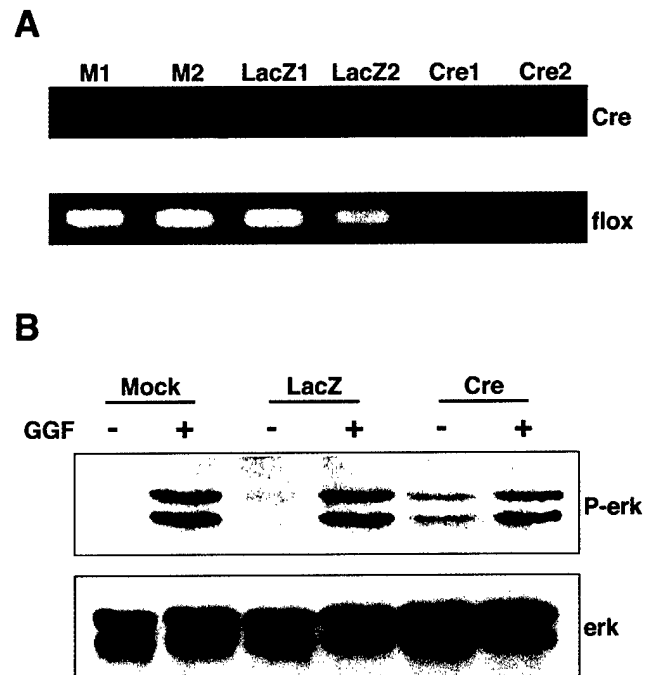 A
M1 M2 LacZ1 LacZ2 Cre1 Cre2
Cre
flox
B
Mock LacZ Cre
GGF - + - + - +
P-erk
erk